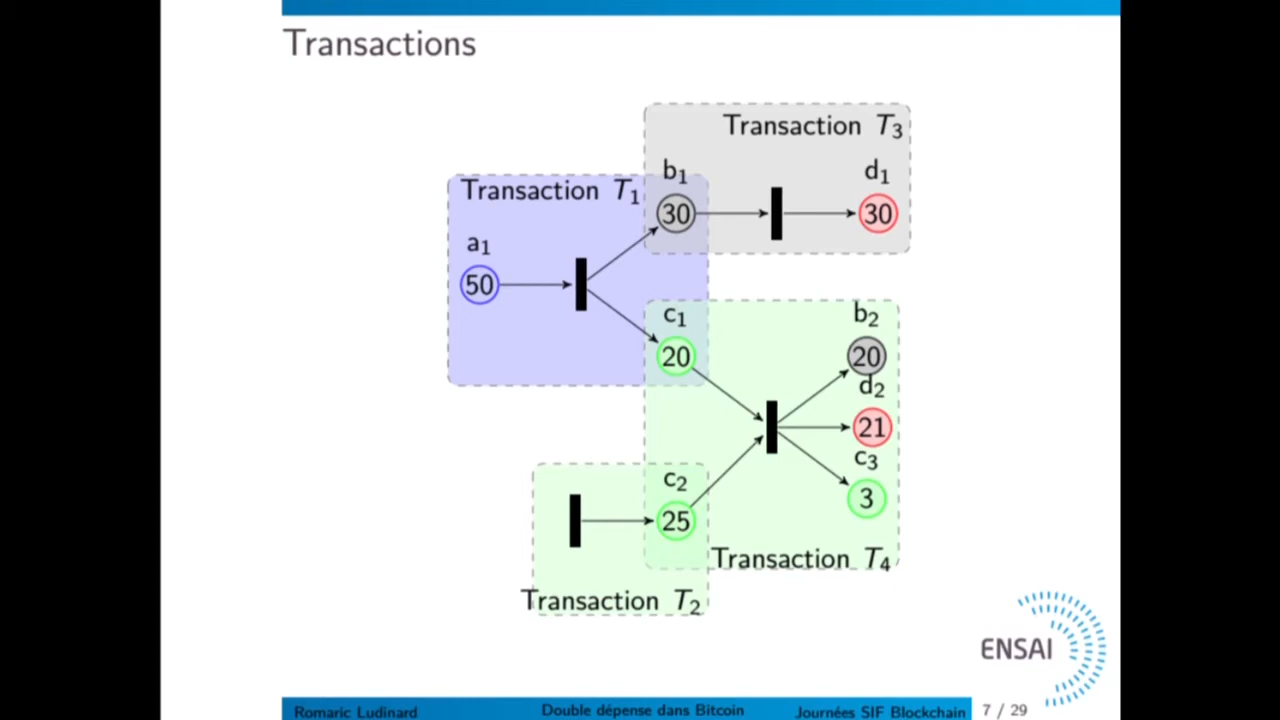 Transactions
Transaction T3
b1
d1
30
30
Transaction T1
a1
50
c1
20
b2
20
d2
21
c3
3
c2
25
Transaction T4
Transaction T2
ENSAI
Romaric Ludinard
Double dépense dans Bitcoin
Journées SIF Blockchain
7 / 29